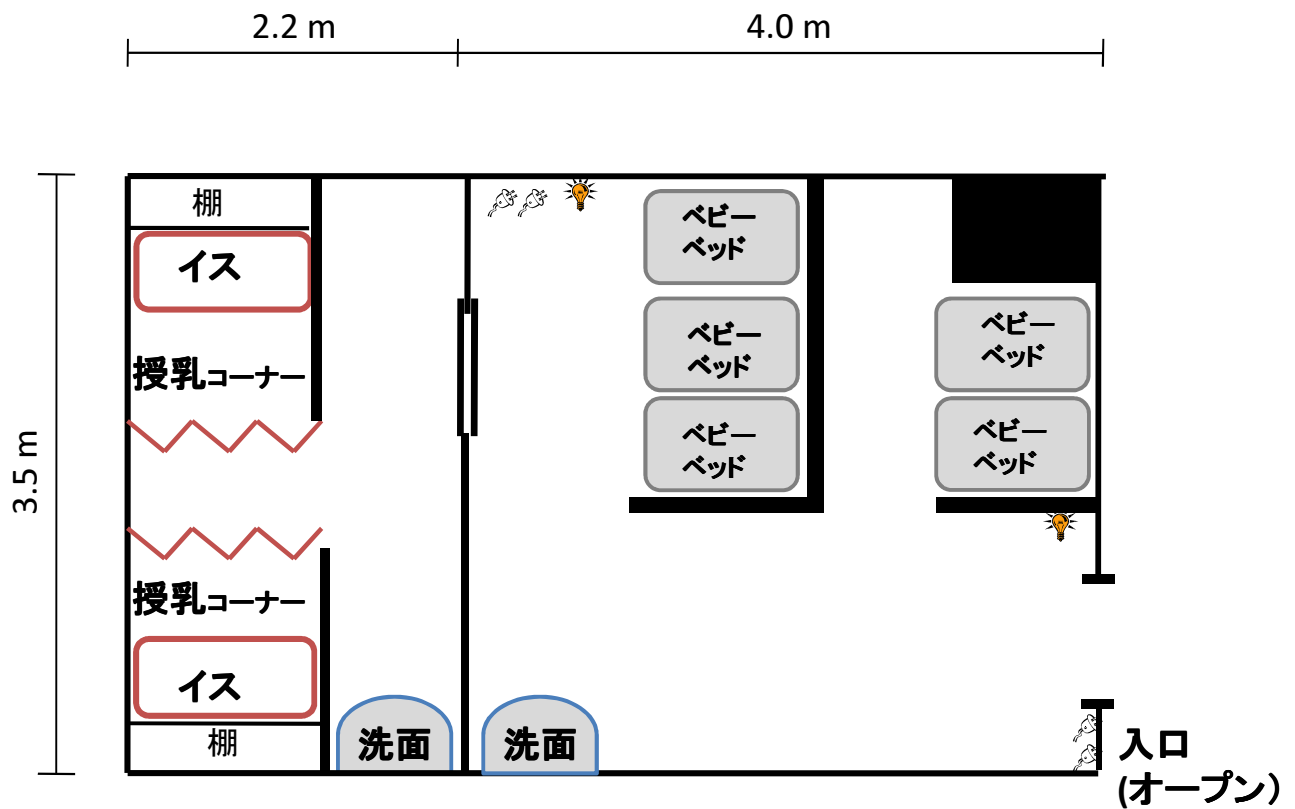 2.2 m
4.0 m
3.5 m
棚
イス
授乳コーナー
授乳コーナー
イス
棚
洗面
洗面
ベビー
ベッド
ベビー
ベッド
ベビー
ベッド
ベビー
ベッド
ベビー
ベッド
入口
(オープン）